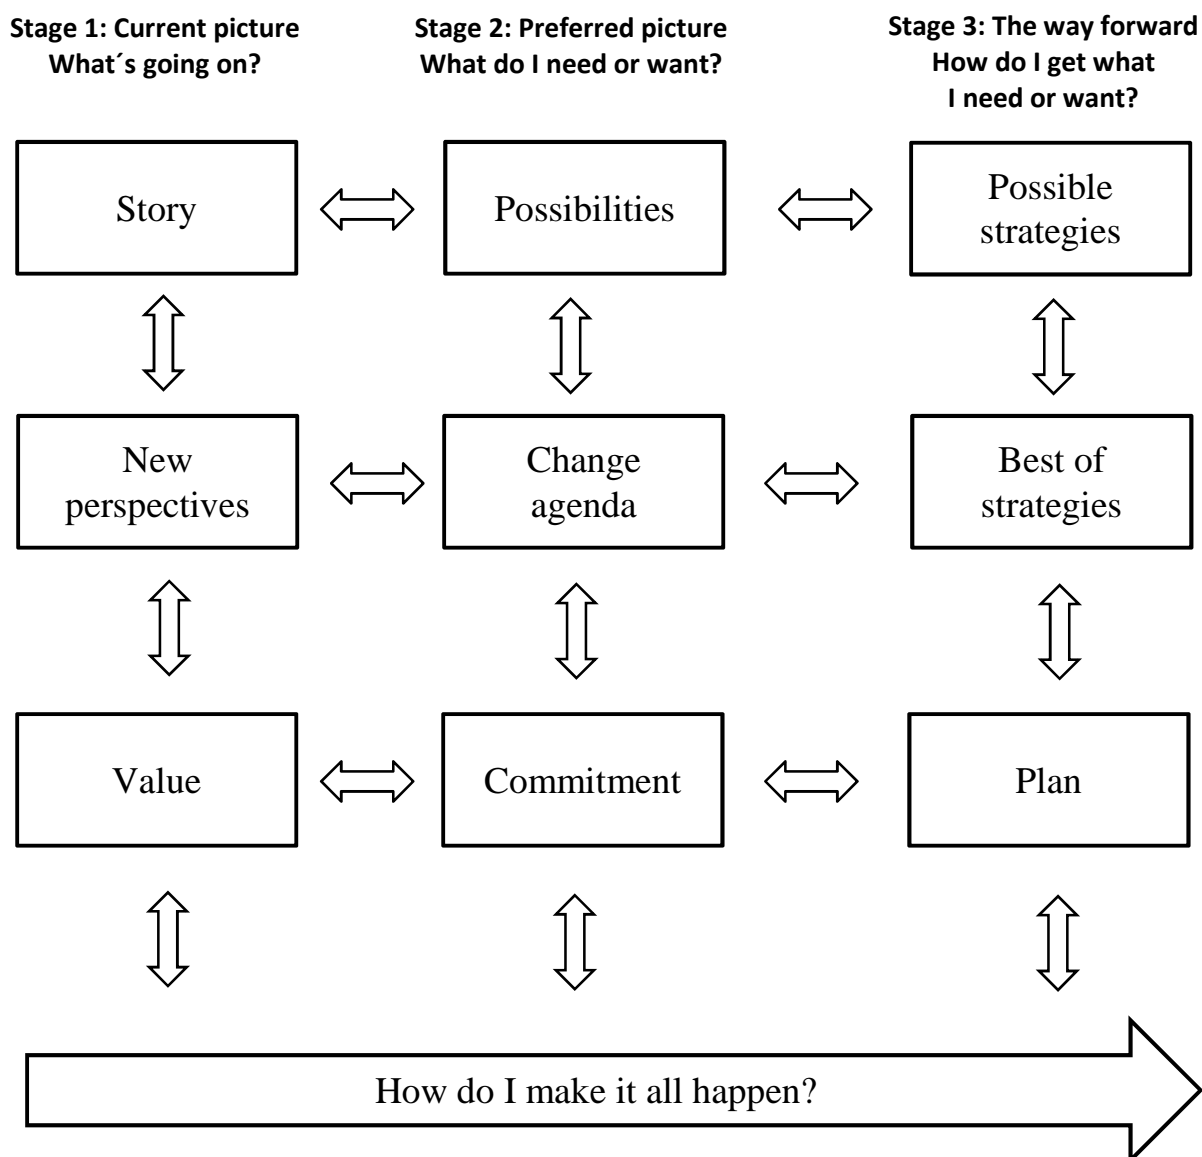 Stage 1: Current picture
What´s going on?
Stage 2: Preferred picture
What do I need or want?
Stage 3: The way forward
How do I get what
I need or want?
Story
Possibilities
Possible
strategies
New
perspectives
Change
agenda
Best of
strategies
Value
Commitment
Plan
How do I make it all happen?